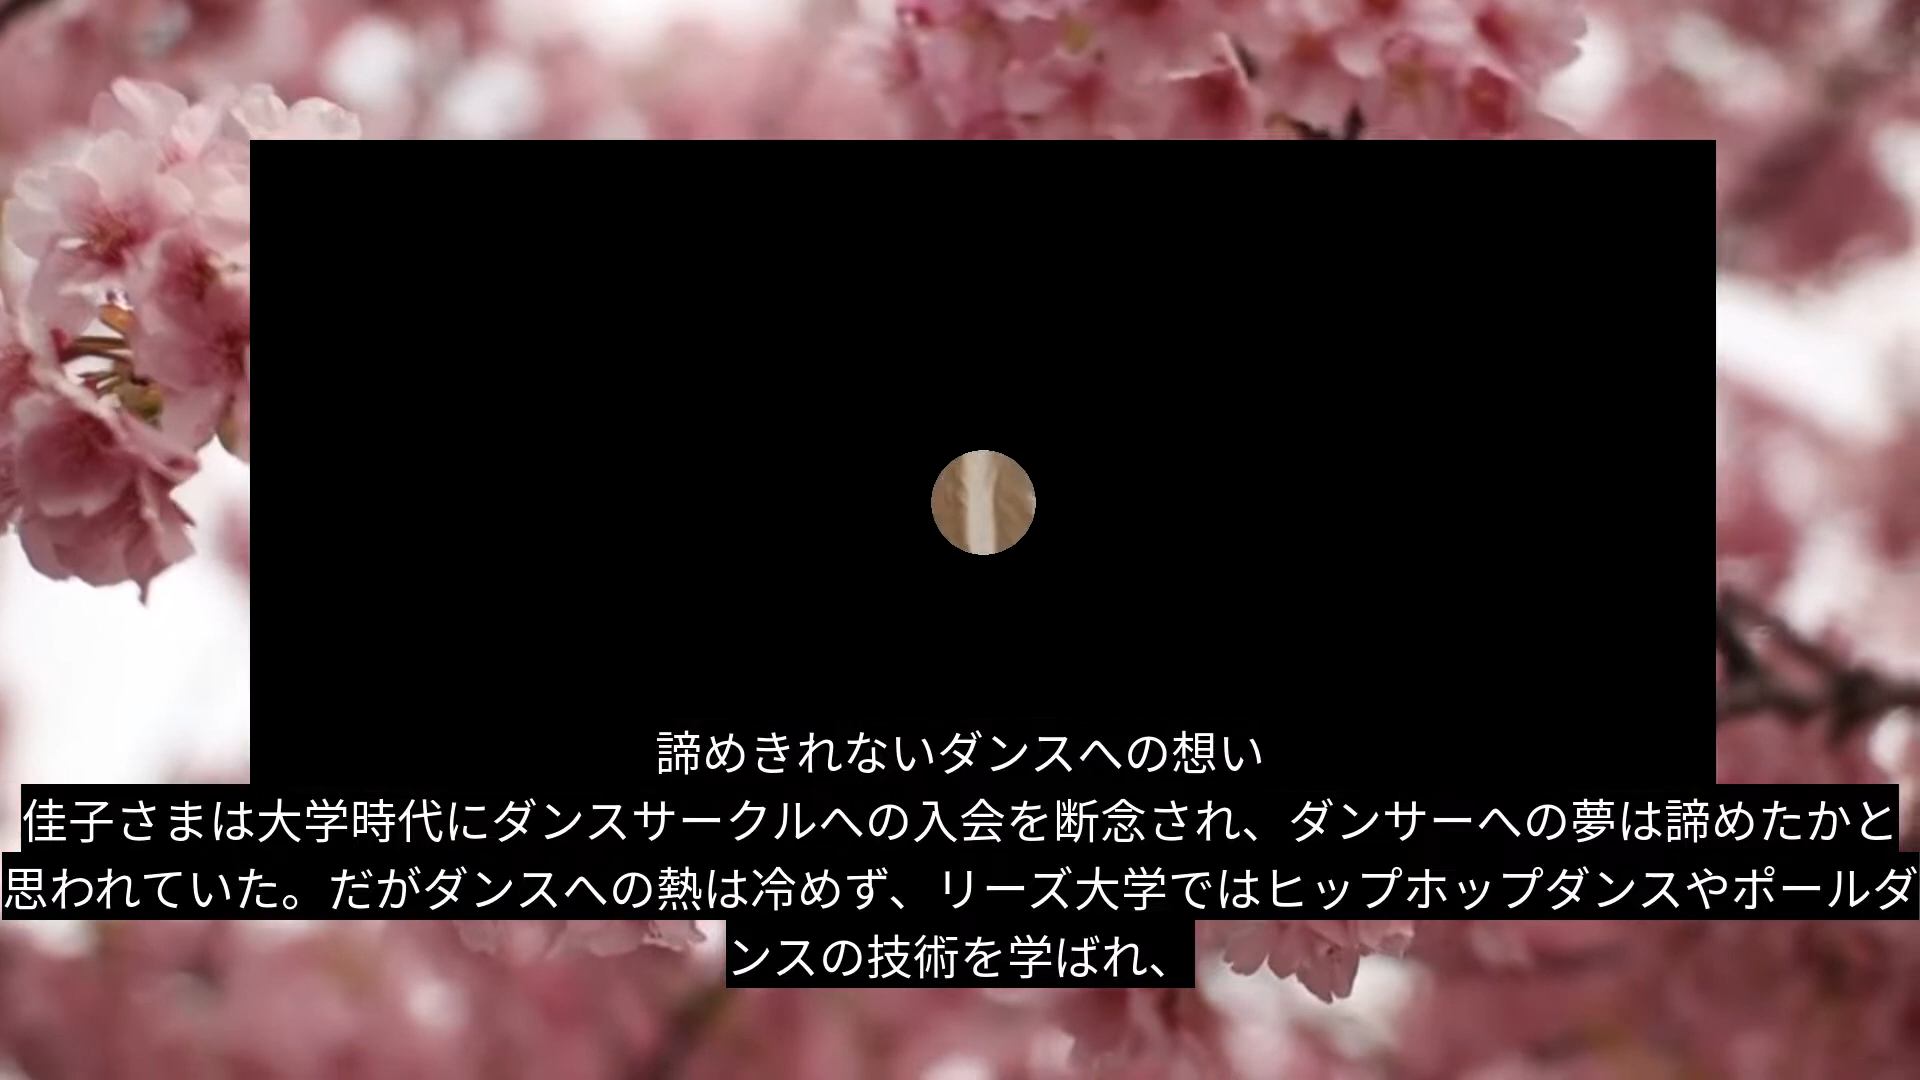 諦めきれないダンスへの想い
佳子さまは大学時代にダンスサークルへの入会を断念され、ダンサーへの夢は諦めたかと
思われていた。だがダンスへの熱は冷めず、リーズ大学ではヒップホップダンスやポールダ
ンスの技術を学ばれ、